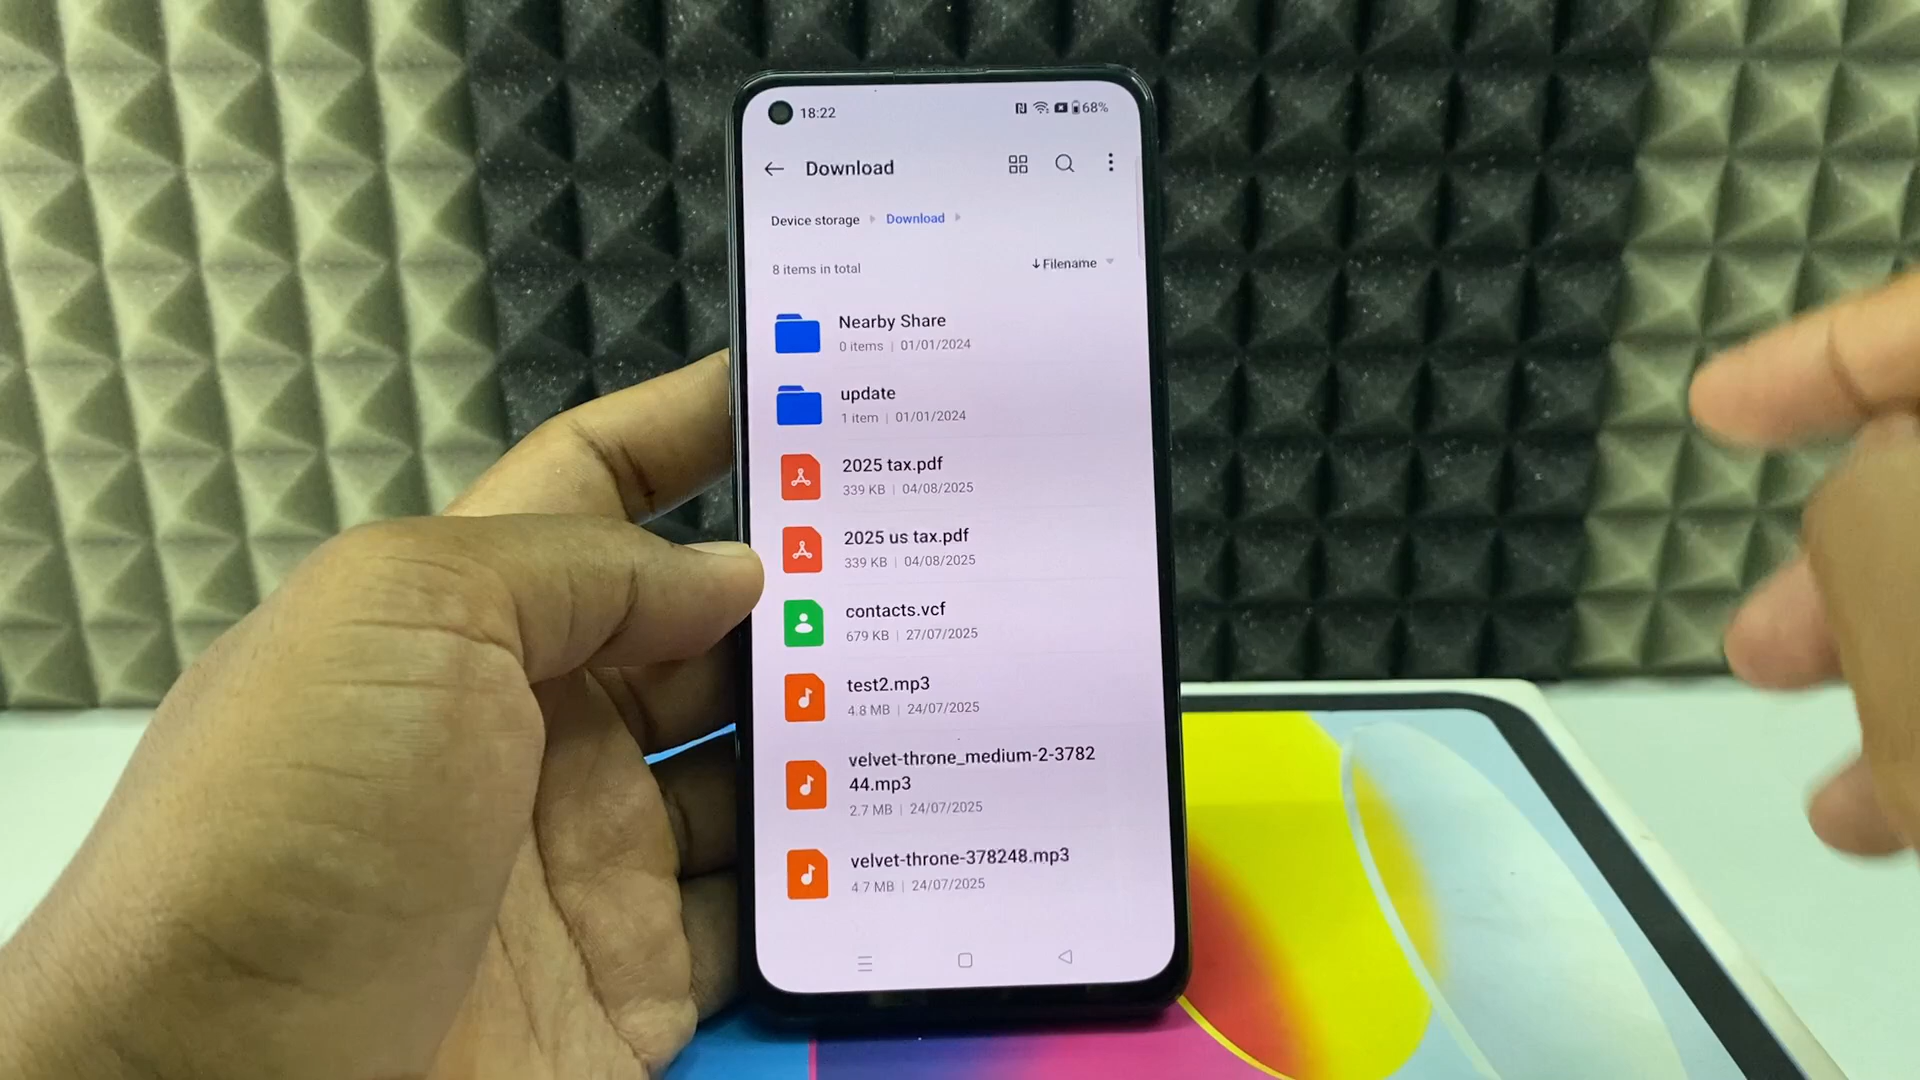 18:22
68%
Download
Device storage Download
8 items in total
Filename
Nearby Share
0 items | 01/01/2024
update
1 item | 01/01/2024
2025 tax.pdf
339 KB | 04/08/2025
2025 us tax.pdf
339 KB | 04/08/2025
contacts.vcf
679 KB | 27/07/2025
test2.mp3
4.8 MB | 24/07/2025
velvet-throne_medium-2-3782
44.mp3
2.7 MB | 24/07/2025
velvet-throne-378248.mp3
4.7 MB | 24/07/2025